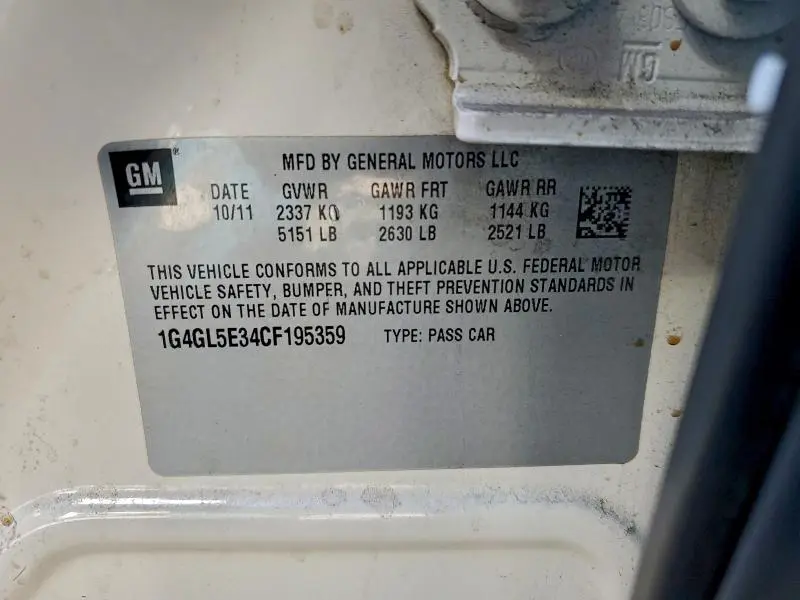 GM
MFD BY GENERAL MOTORS LLC
DATE GVWR GAWR FRT GAWR RR
10/11 2337 KG 1193 KG 1144 KG
5151 LB 2630 LB 2521 LB
THIS VEHICLE CONFORMS TO ALL APPLICABLE U.S. FEDERAL MOTOR
VEHICLE SAFETY, BUMPER, AND THEFT PREVENTION STANDARDS IN
EFFECT ON THE DATE OF MANUFACTURE SHOWN ABOVE.
1G4GL5E34CF195359 TYPE: PASS CAR
GM